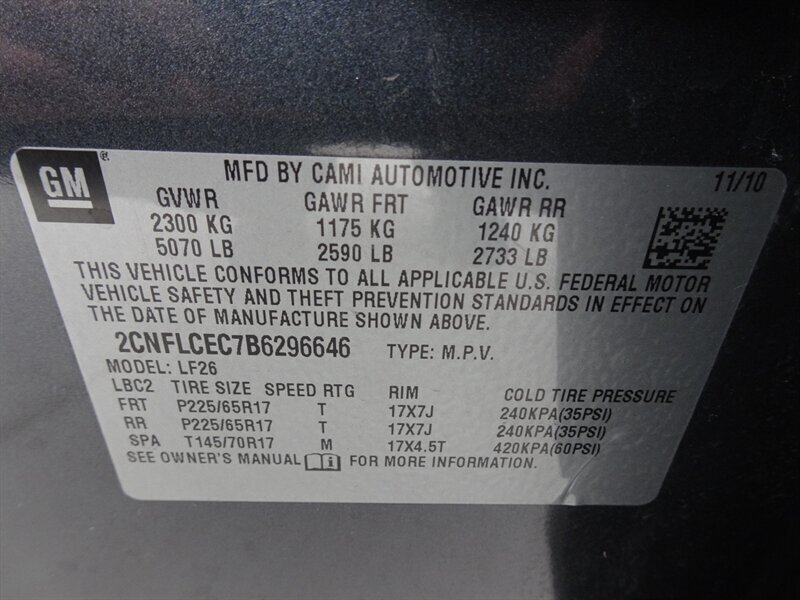 GM®
MFD BY CAMI AUTOMOTIVE INC. 11/10
GVWR GAWR FRT GAWR RR
2300 KG 1175 KG 1240 KG
5070 LB 2590 LB 2733 LB
THIS VEHICLE CONFORMS TO ALL APPLICABLE U.S. FEDERAL MOTOR
VEHICLE SAFETY AND THEFT PREVENTION STANDARDS IN EFFECT ON
THE DATE OF MANUFACTURE SHOWN ABOVE.
2CNFLCEC7B6296646 TYPE: M.P.V.
MODEL: LF26
LBC2 TIRE SIZE SPEED RTG RIM COLD TIRE PRESSURE
FRT P225/65R17 T 17X7J 240KPA(35PSI)
RR P225/65R17 T 17X7J 240KPA(35PSI)
SPA T145/70R17 M 17X4.5T 420KPA(60PSI)
SEE OWNER'S MANUAL FOR MORE INFORMATION.